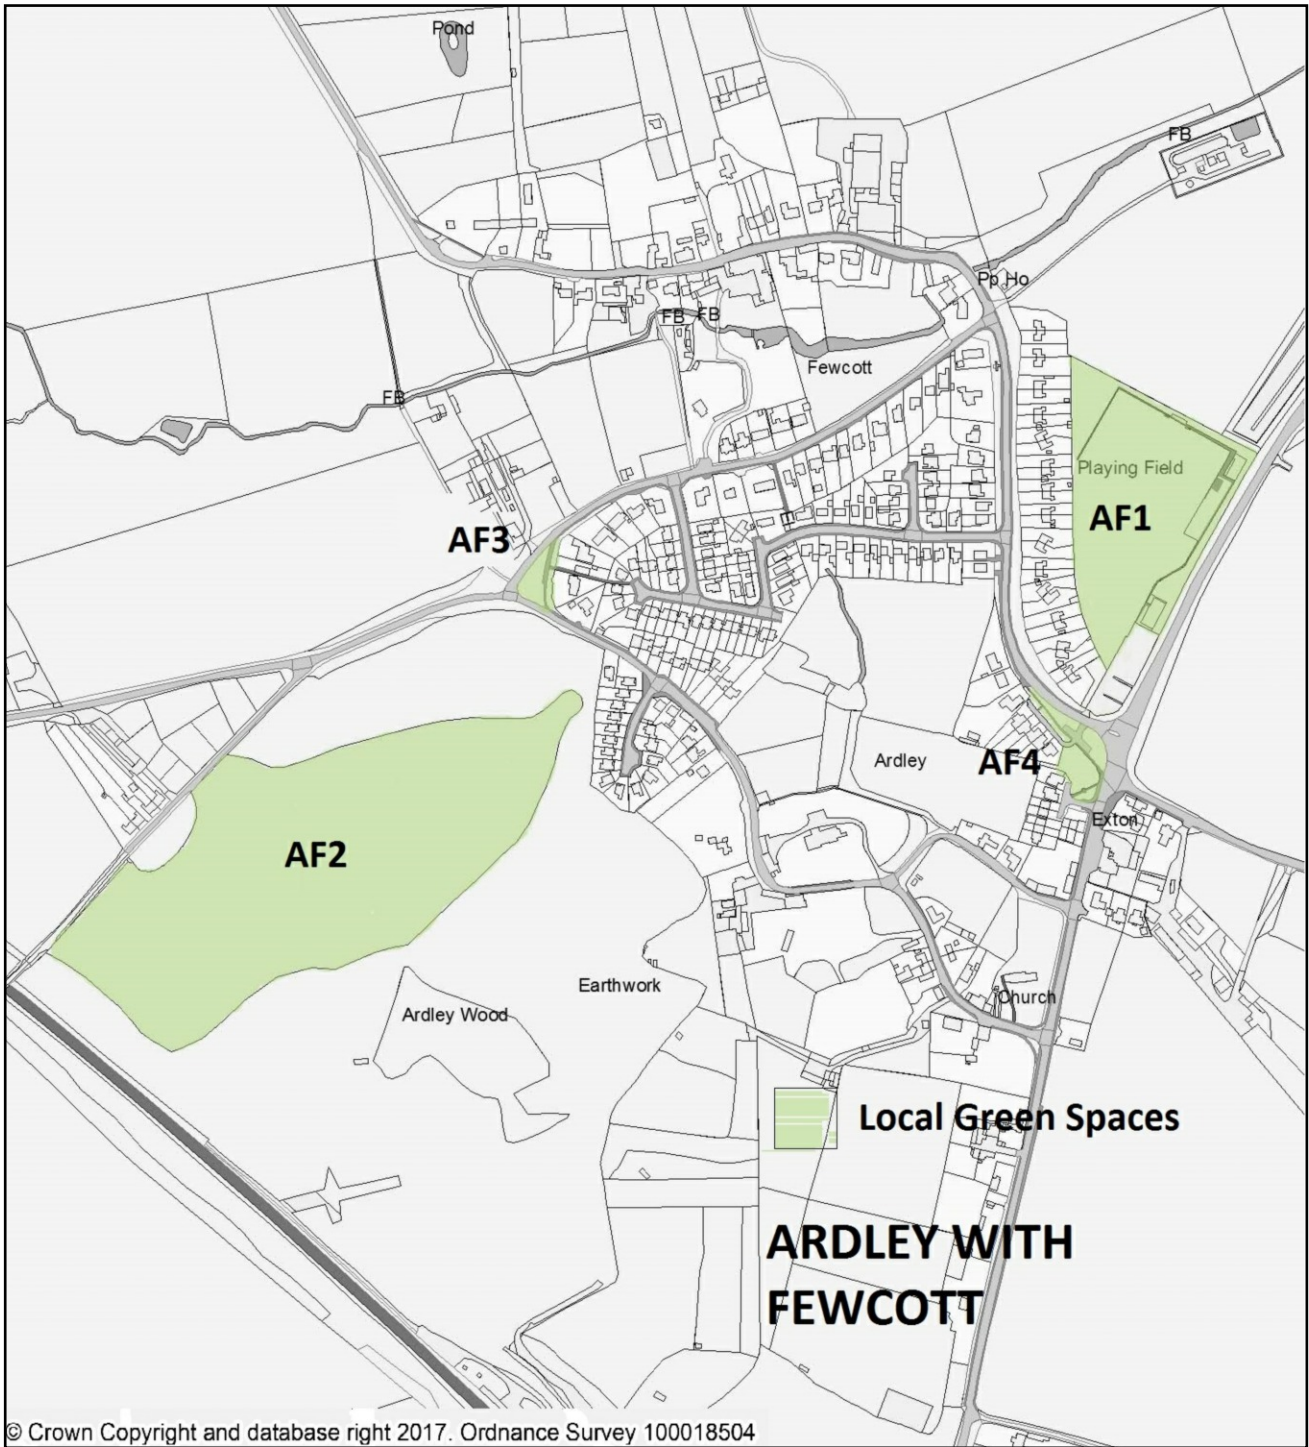 Pond
FB
Pp Ho
FB FB
Fewcott
FB
Playing Field
AF1
AF3
Ardley
AF4
Exton
AF2
Earthwork
Church
Ardley Wood
Local Green Spaces
ARDLEY WITH
FEWCOTT
© Crown Copyright and database right 2017. Ordnance Survey 100018504